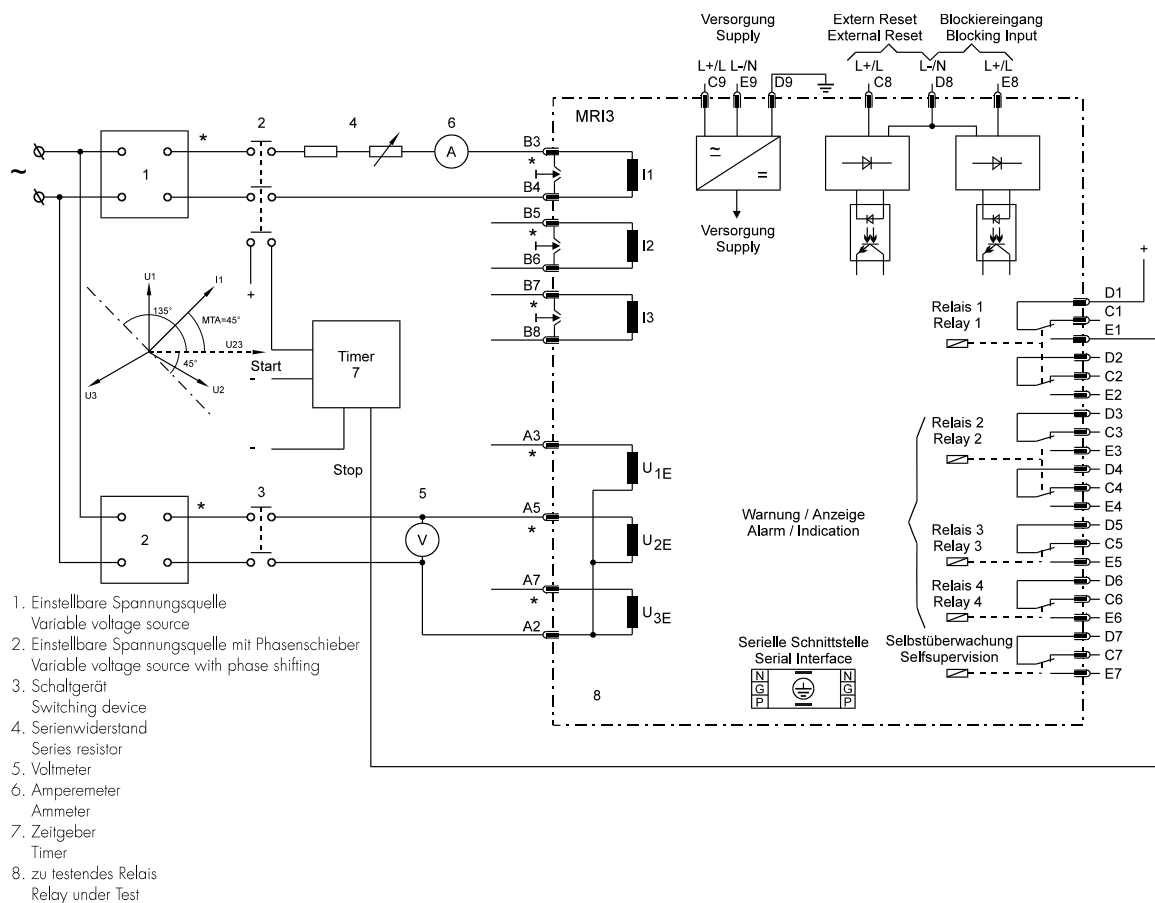 Versorgung
Supply
Extern Reset
External Reset
Blockiereingang
Blocking Input
L+/L
L-/N
L+/L
L-/N
L+/L
C9
E9
D9
C8
D8
E8
MRI3
*
2
4
6
A
~
1
B3
*
B4
I1
B5
*
B6
I2
B7
*
B8
I3
≃
=
Versorgung
Supply
U1
I1
135°
MTA=45°
U23
45°
U2
U3
+
Start
-
-
Stop
Timer
7
A3
*
U1E
A5
*
U2E
A7
*
U3E
A2
*
3
5
V
2
+
Relais 1
Relay 1
Relais 2
Relay 2
Warnung / Anzeige
Alarm / Indication
Relais 3
Relay 3
Relais 4
Relay 4
Selbstüberwachung
Selfsupervision
D1
C1
E1
D2
C2
E2
D3
C3
E3
D4
C4
E4
D5
C5
E5
D6
C6
E6
D7
C7
E7
Serielle Schnittstelle
Serial Interface
N
G
P
N
G
P
8
1. Einstellbare Spannungsquelle
Variable voltage source
2. Einstellbare Spannungsquelle mit Phasenschieber
Variable voltage source with phase shifting
3. Schaltgerät
Switching device
4. Serienwiderstand
Series resistor
5. Voltmeter
6. Amperemeter
Ammeter
7. Zeitgeber
Timer
8. zu testendes Relais
Relay under Test